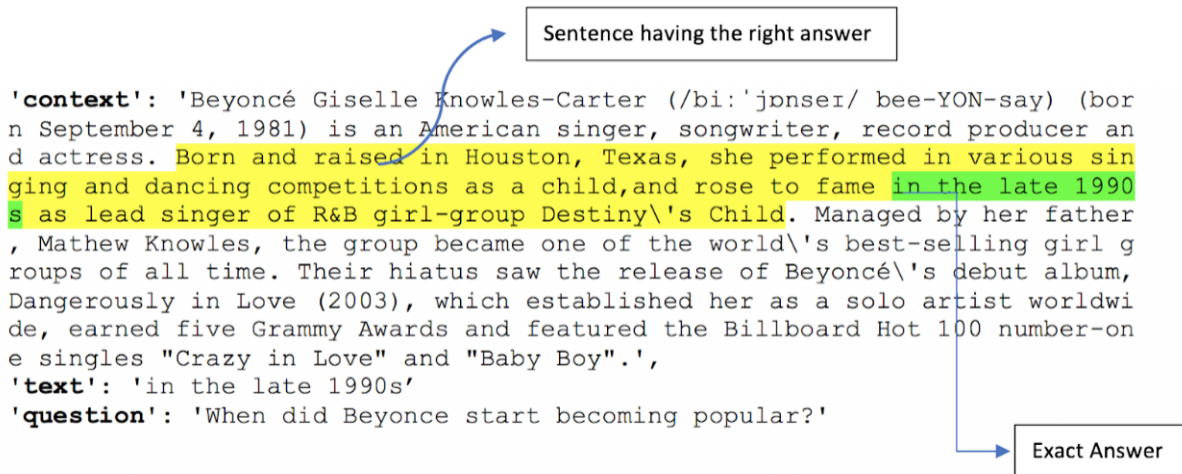 Sentence having the right answer
'context': 'Beyoncé Giselle Knowles-Carter (/biːˈjɒnseɪ/ bee-YON-say) (bor
n September 4, 1981) is an American singer, songwriter, record producer an
d actress. Born and raised in Houston, Texas, she performed in various sin
ging and dancing competitions as a child,and rose to fame in the late 1990
s as lead singer of R&B girl-group Destiny\'s Child. Managed by her father
, Mathew Knowles, the group became one of the world\'s best-selling girl g
roups of all time. Their hiatus saw the release of Beyoncé\'s debut album,
Dangerously in Love (2003), which established her as a solo artist worldwi
de, earned five Grammy Awards and featured the Billboard Hot 100 number-on
e singles "Crazy in Love" and "Baby Boy".',
'text': 'in the late 1990s’
'question': 'When did Beyonce start becoming popular?'
Exact Answer